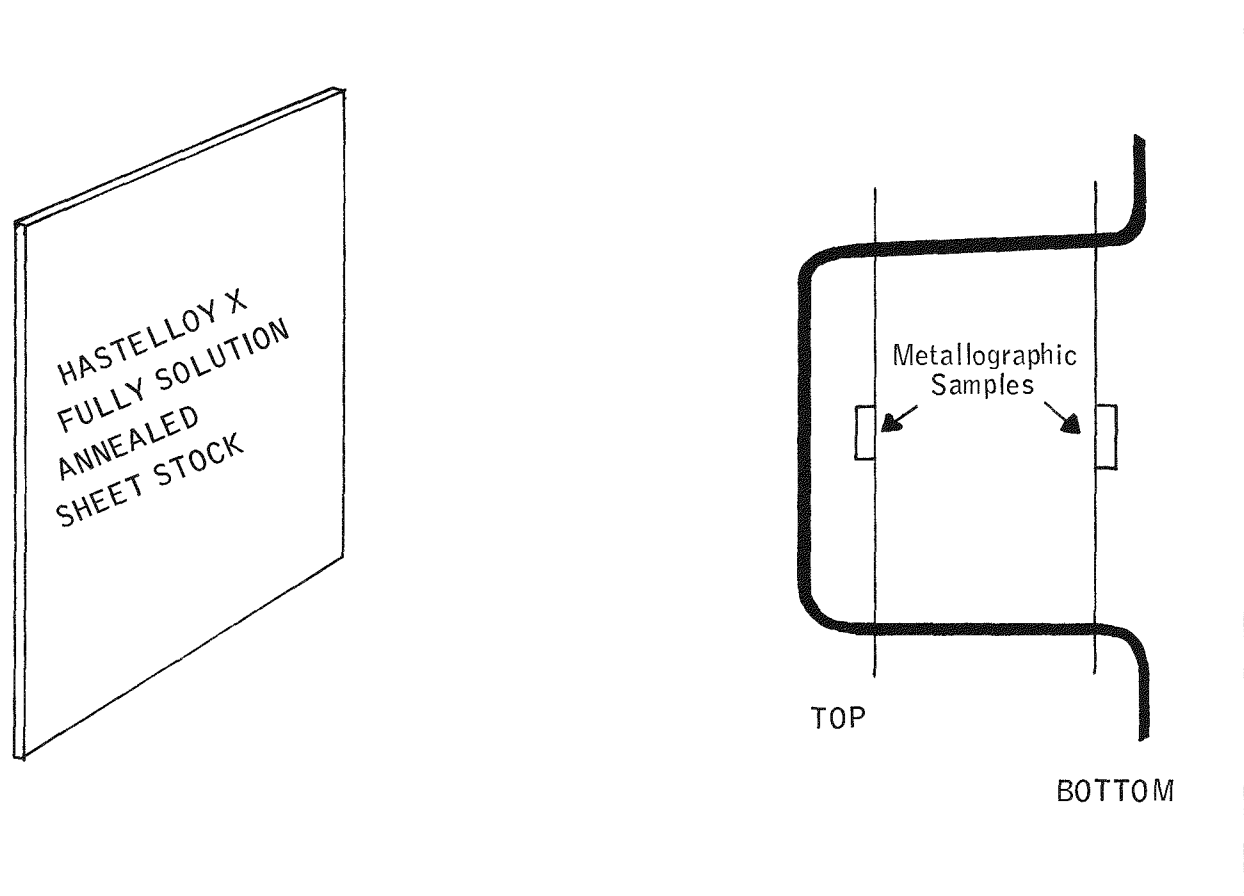 HASTELLOY X
FULLY SOLUTION
ANNEALED
SHEET STOCK
Metallographic
Samples
TOP
BOTTOM